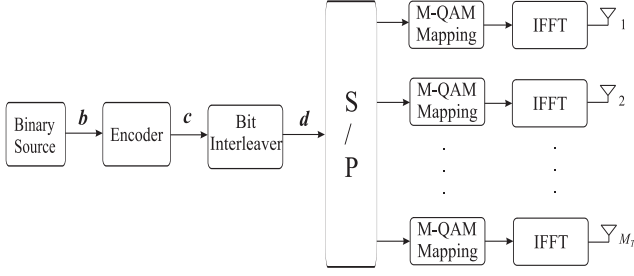 Binary
Source
b
Encoder
c
Bit
Interleaver
d
S
/
P
M-QAM
Mapping
IFFT
1
M-QAM
Mapping
IFFT
2
M-QAM
Mapping
IFFT
M_T